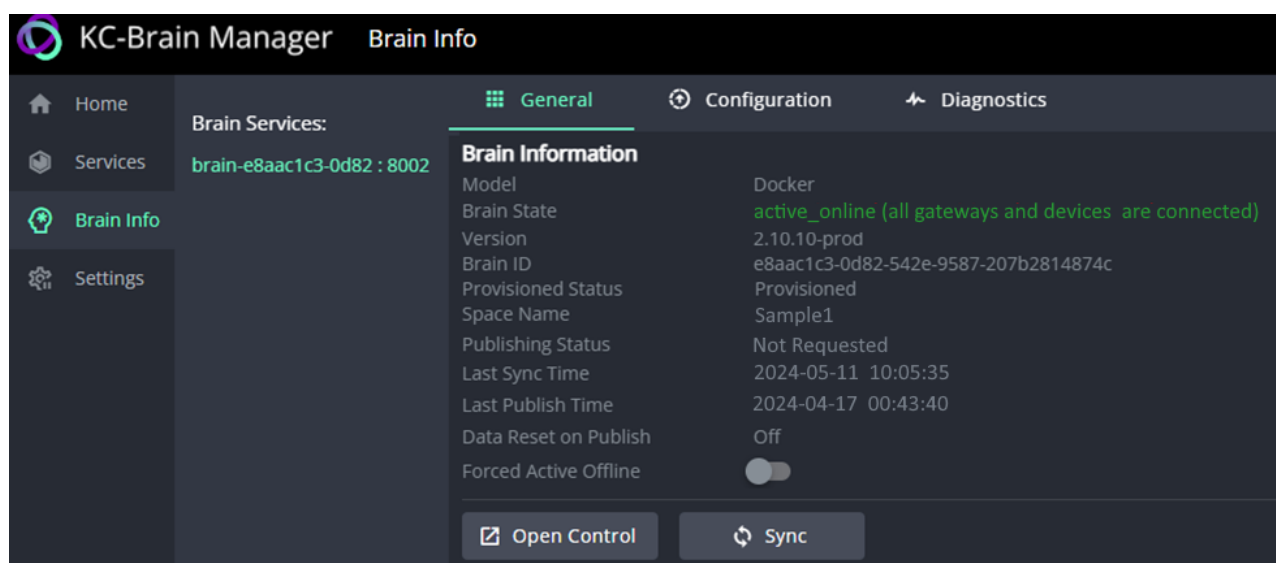 KC-Brain Manager Brain Info
Home
Services
Brain Info
Settings
Brain Services:
brain-e8aac1c3-0d82 : 8002
General Configuration Diagnostics
Brain Information
Model Docker
Brain State active_online (all gateways and devices are connected)
Version 2.10.10-prod
Brain ID e8aac1c3-0d82-542e-9587-207b2814874c
Provisioned Status Provisioned
Space Name Sample1
Publishing Status Not Requested
Last Sync Time 2024-05-11 10:05:35
Last Publish Time 2024-04-17 00:43:40
Data Reset on Publish Off
Forced Active Offline
Open Control Sync